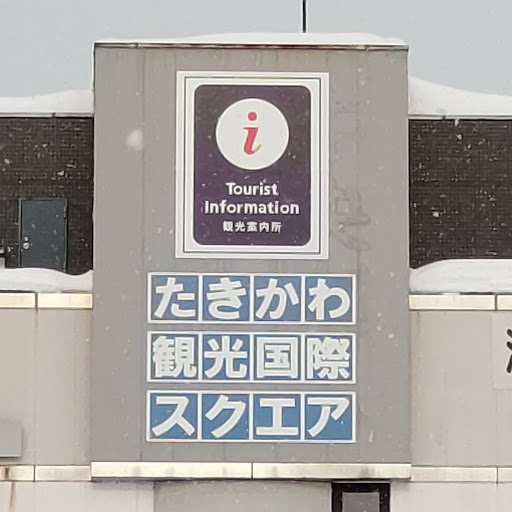 i
Tourist
Information
観光案内所
たきかわ
観光国際
スクエア